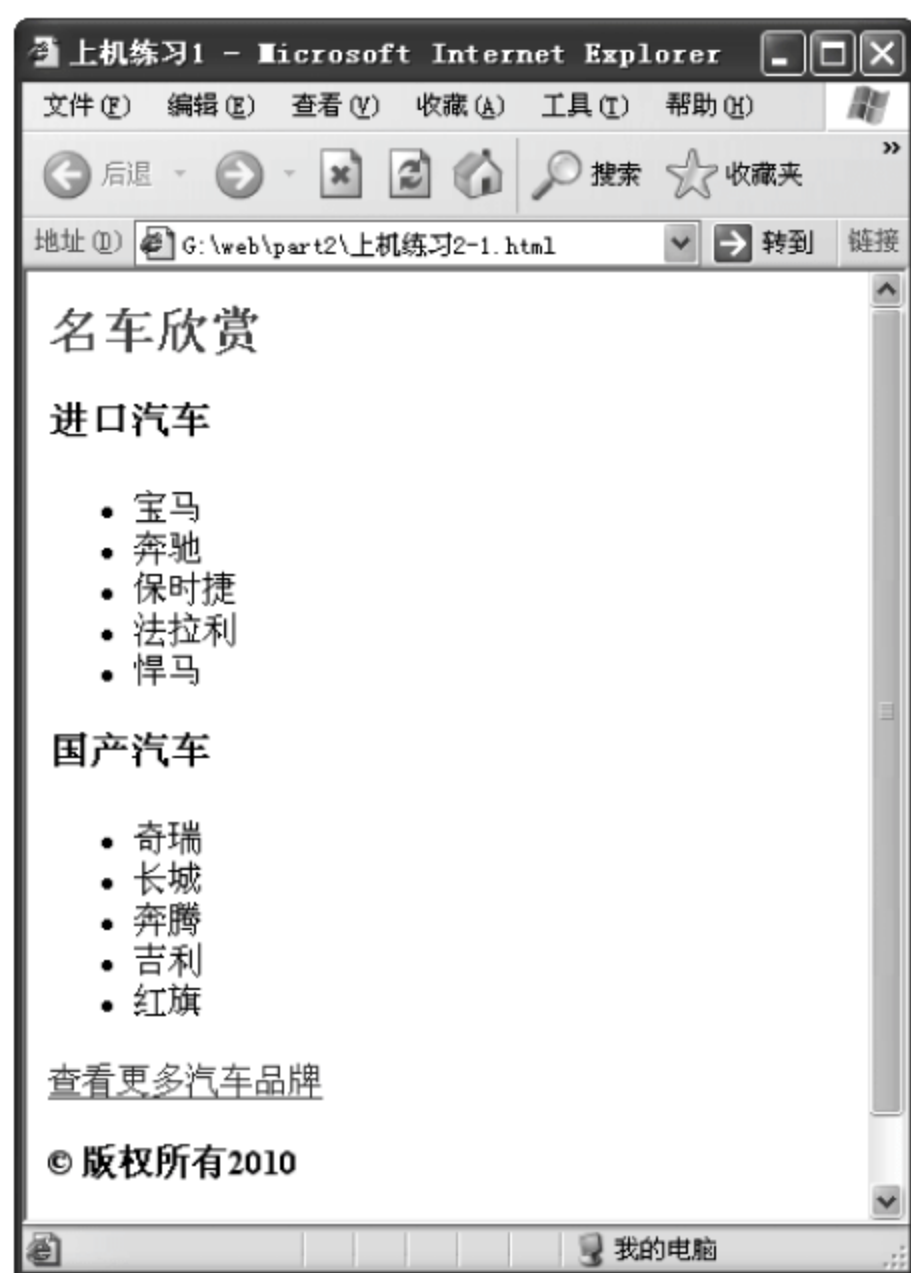 上机练习1 - Microsoft Internet Explorer
文件(F) 编辑(E) 查看(V) 收藏(A) 工具(T) 帮助(H)
后退 搜索 收藏夹 »
地址(D) G:\web\part2\上机练习2-1.html 转到 链接
名车欣赏
进口汽车
• 宝马
• 奔驰
• 保时捷
• 法拉利
• 悍马
国产汽车
• 奇瑞
• 长城
• 奔腾
• 吉利
• 红旗
查看更多汽车品牌
© 版权所有2010
我的电脑